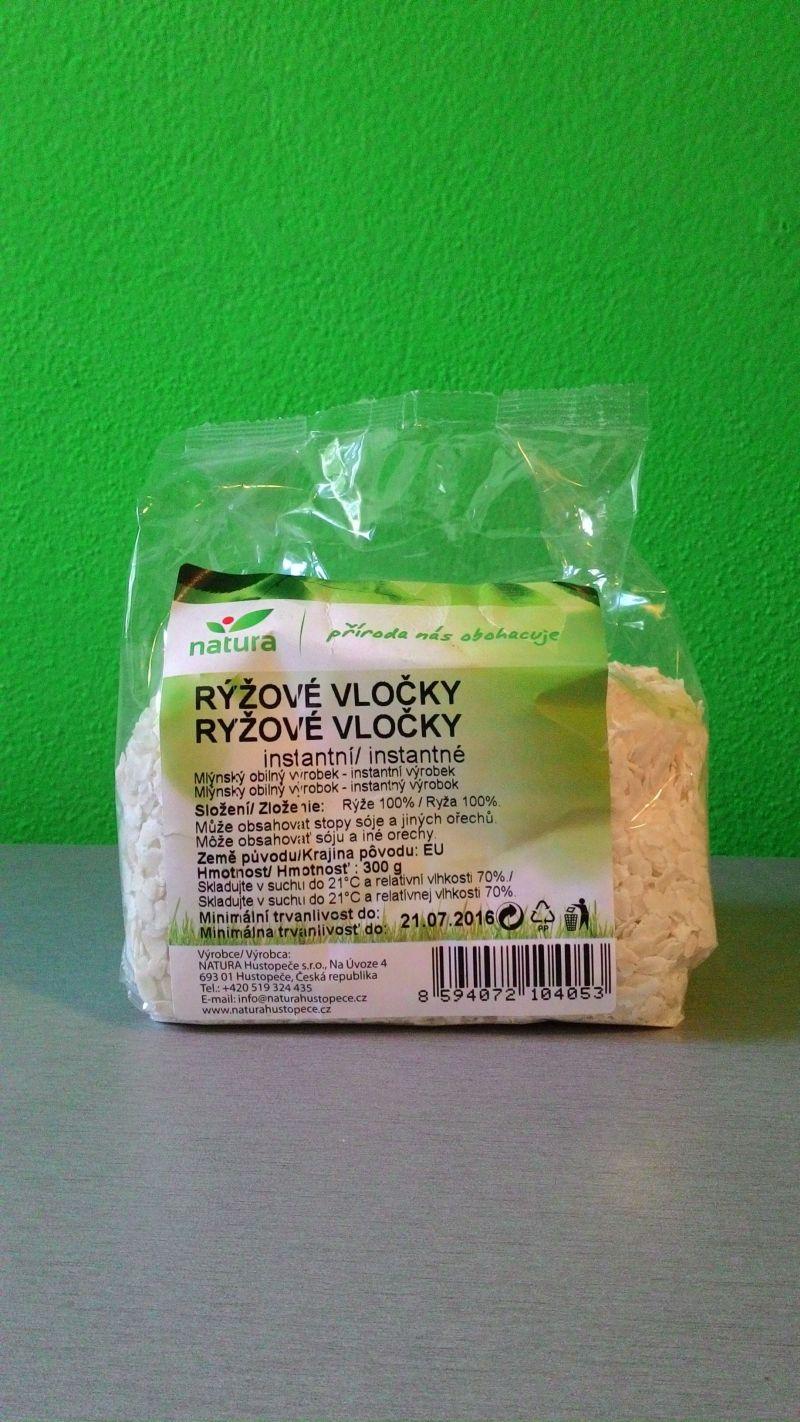 natura
příroda nás obohacuje
RÝŽOVÉ VLOČKY
RYŽOVÉ VLOČKY
instantní/ instantné
Mlýnský obilný výrobek - instantní výrobek
Mlýnsky obilný výrobok - instantný výrobok
Složení/ Zloženie: Rýže 100% / Ryža 100%.
Může obsahovat stopy sóje a jiných ořechů.
Môže obsahovať sóju a iné orechy.
Země původu/Krajina pôvodu: EU
Hmotnost/ Hmotnosť : 300 g
Skladujte v suchu do 21°C a relativní vlhkosti 70%./
Skladujte v suchu do 21°C a relatívnej vlhkosti 70%.
Minimální trvanlivost do:
Minimálna trvanlivosť do: 21.07.2016
PP
Výrobce/ Výrobca:
NATURA Hustopeče s.r.o., Na Úvoze 4
693 01 Hustopeče, Česká republika
Tel.: +420 519 324 435
E-mail: info@naturahustopece.cz
www.naturahustopece.cz
8 594072 104053